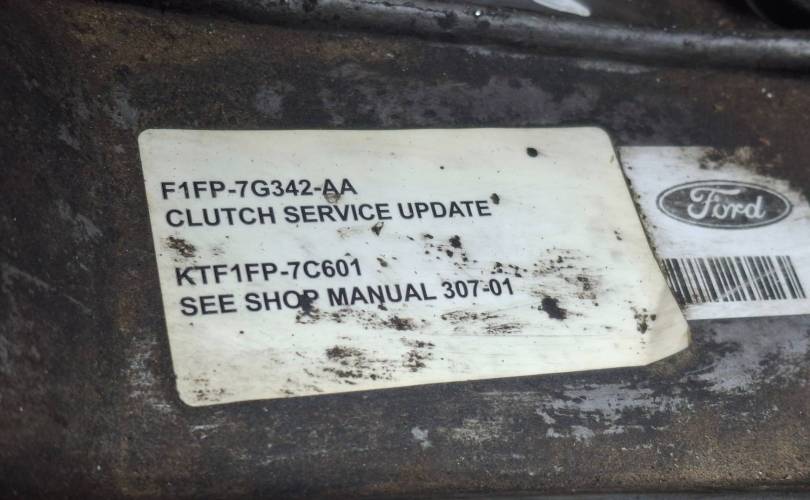 F1FP-7G342-AA
CLUTCH SERVICE UPDATE
KTF1FP-7C601
SEE SHOP MANUAL 307-01
Ford